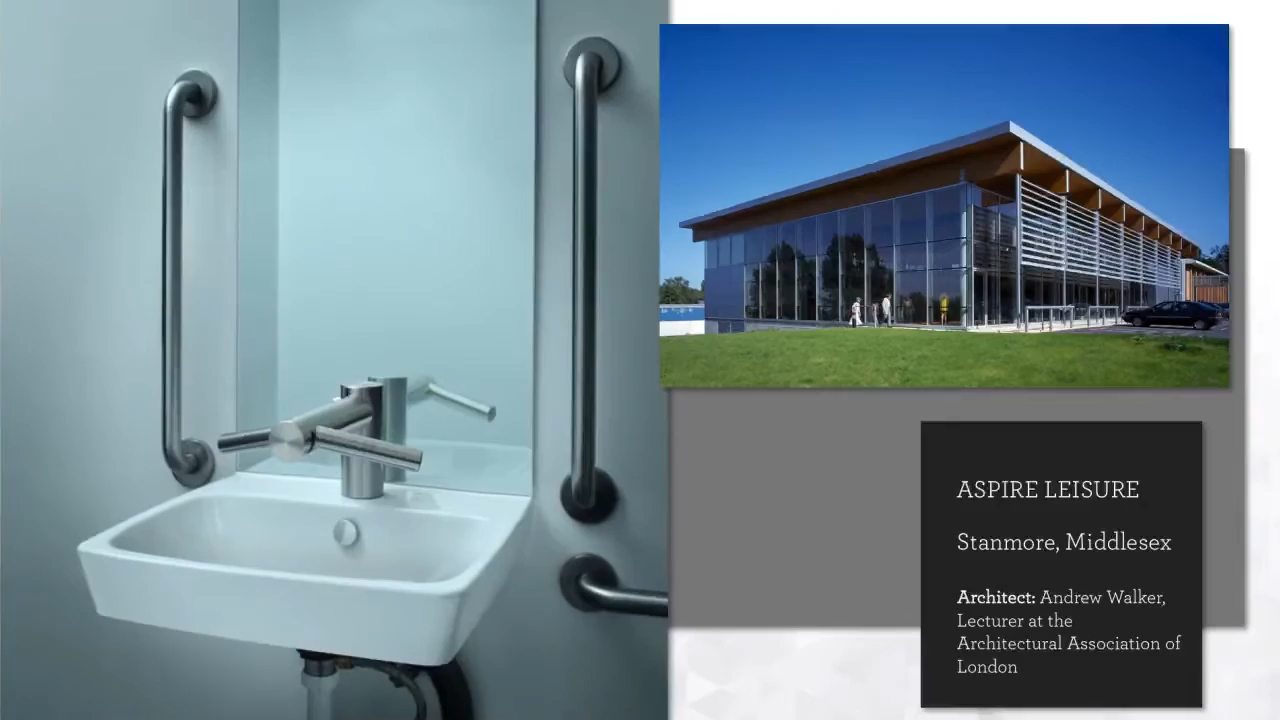 ASPIRE LEISURE
Stanmore, Middlesex
Architect: Andrew Walker,
Lecturer at the
Architectural Association of
London